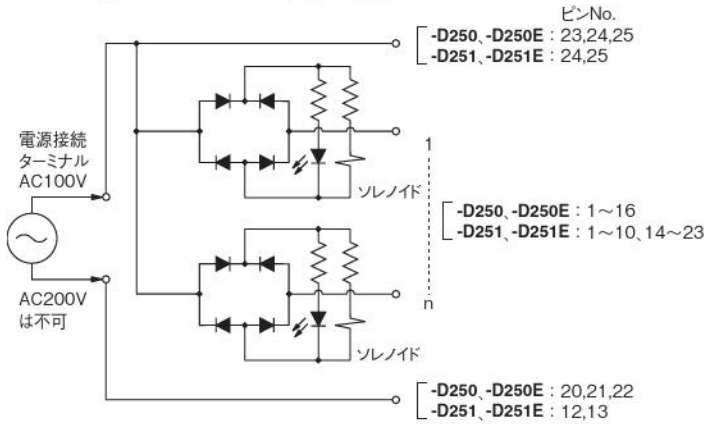 ピンNo.
-D250、-D250E : 23,24,25
-D251、-D251E : 24,25
電源接続
ターミナル
AC100V
1
ソレノイド
-D250、-D250E : 1～16
-D251、-D251E : 1～10、14～23
AC200V
は不可
n
ソレノイド
-D250、-D250E : 20,21,22
-D251、-D251E : 12,13